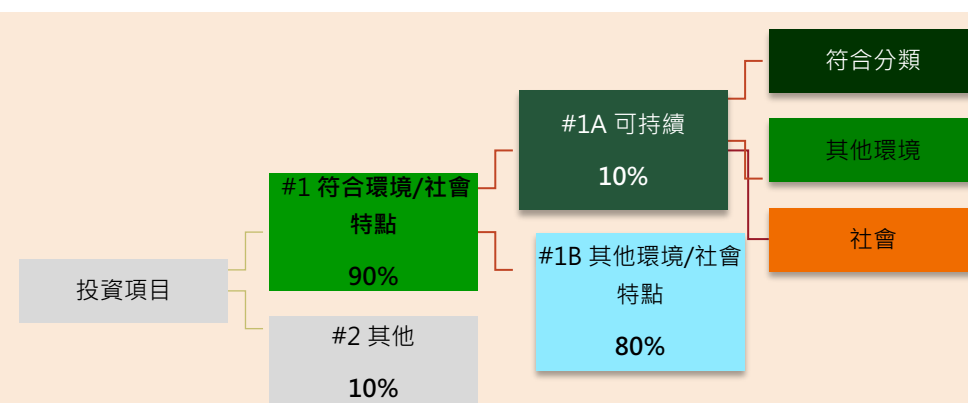 投資項目
#1 符合環境/社會
特點
90%
#2 其他
10%
#1A 可持續
10%
#1B 其他環境/社會
特點
80%
符合分類
其他環境
社會